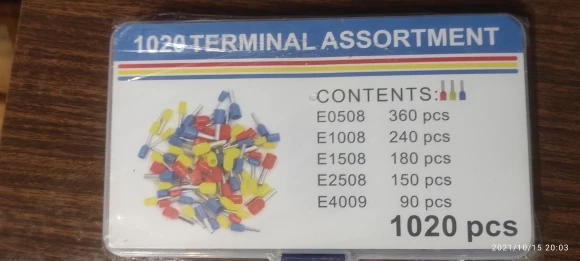 1020 TERMINAL ASSORTMENT
CONTENTS:
E0508 360 pcs
E1008 240 pcs
E1508 180 pcs
E2508 150 pcs
E4009 90 pcs
1020 pcs
2021/10/15 20:03